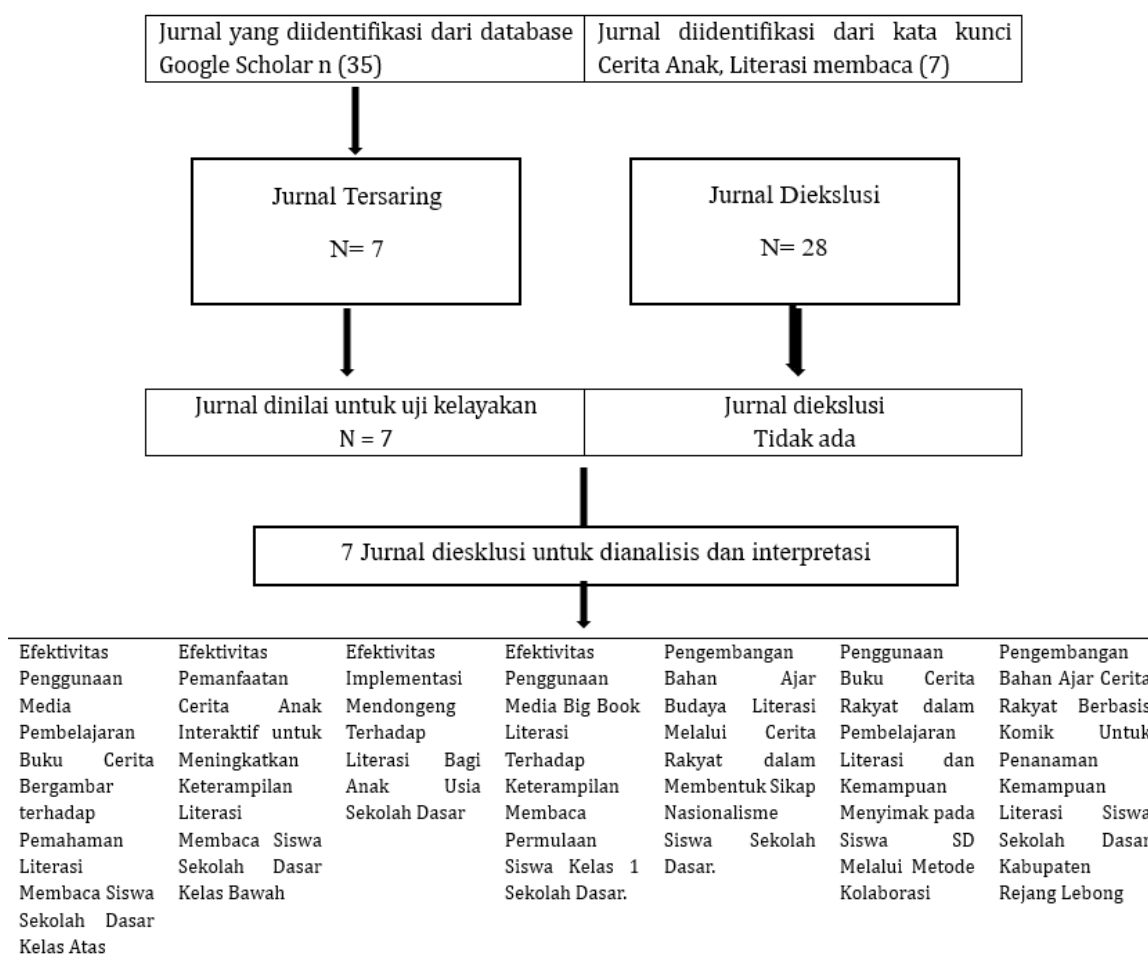 Jurnal yang diidentifikasi dari database
Google Scholar n (35)
Jurnal diidentifikasi dari kata kunci
Cerita Anak, Literasi membaca (7)
Jurnal Tersaring
N= 7
Jurnal Diekslusi
N= 28
Jurnal dinilai untuk uji kelayakan
N = 7
Jurnal diekslusi
Tidak ada
7 Jurnal diesklusi untuk dianalisis dan interpretasi
Efektivitas
Penggunaan
Media
Pembelajaran
Buku Cerita
Bergambar
terhadap
Pemahaman
Literasi
Membaca Siswa
Sekolah Dasar
Kelas Atas
Efektivitas
Pemanfaatan
Cerita Anak
Interaktif untuk
Meningkatkan
Keterampilan
Literasi
Membaca Siswa
Sekolah Dasar
Kelas Bawah
Efektivitas
Implementasi
Mendongeng
Terhadap
Literasi Bagi
Anak Usia
Sekolah Dasar
Efektivitas
Penggunaan
Media Big Book
Literasi
Terhadap
Keterampilan
Membaca
Permulaan
Siswa Kelas 1
Sekolah Dasar.
Pengembangan
Bahan Ajar
Budaya Literasi
Melalui Cerita
Rakyat dalam
Membentuk Sikap
Nasionalisme
Siswa Sekolah
Dasar.
Penggunaan
Buku Cerita
Rakyat dalam
Pembelajaran
Literasi dan
Kemampuan
Menyimak pada
Siswa SD
Melalui Metode
Kolaborasi
Pengembangan
Bahan Ajar Cerita
Rakyat Berbasis
Komik Untuk
Penanaman
Kemampuan
Literasi Siswa
Sekolah Dasar
Kabupaten
Rejang Lebong